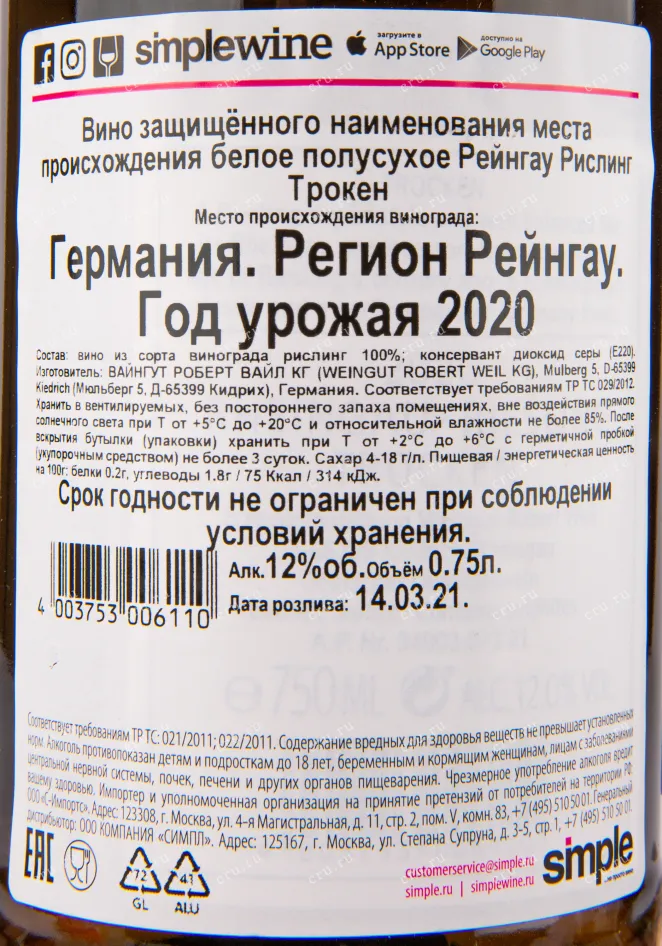 simplewine загрузите в App Store доступно на Google Play
Вино защищённого наименования места
происхождения белое полусухое Рейнгау Рислинг
Трокен
Место происхождения винограда:
Германия. Регион Рейнгау.
Год урожая 2020
Состав: вино из сорта винограда рислинг 100%; консервант диоксид серы (Е220).
Изготовитель: ВАЙНГУТ РОБЕРТ ВАЙЛ КГ (WEINGUT ROBERT WEIL KG), Mulberg 5, D-65399
Kiedrich (Мюльберг 5, Д-65399 Кидрих), Германия. Соответствует требованиям ТР ТС 029/2012.
Хранить в вентилируемых, без постороннего запаха помещениях, вне воздействия прямого
солнечного света при Т от +5°С до +20°С и относительной влажности не более 85%. После
вскрытия бутылки (упаковки) хранить при Т от +2°С до +6°С с герметичной пробкой
(укупорочным средством) не более 3 суток. Сахар 4-18 г/л. Пищевая / энергетическая ценность
на 100г: белки 0.2г, углеводы 1.8г / 75 Ккал / 314 кДж.
Срок годности не ограничен при соблюдении
условий хранения.
Алк.12%об.Объём 0.75л.
4 003753 006110
Дата розлива: 14.03.21.
750Ml
Соответствует требованиям ТР ТС: 021/2011; 022/2011. Содержание вредных для здоровья веществ не превышает установленных
норм. Алкоголь противопоказан детям и подросткам до 18 лет, беременным и кормящим женщинам, лицам с заболеваниями
центральной нервной системы, почек, печени и других органов пищеварения. Чрезмерное употребление алкоголя вредит
вашему здоровью. Импортер и уполномоченная организация на принятие претензий от потребителей на территории РФ:
ООО «С-Импортс». Адрес: 123308, г. Москва, ул. 4-я Магистральная, д. 11, стр. 2, пом. V, комн. 83, +7 (495) 510 50 01. Генеральный
дистрибьютор: ООО КОМПАНИЯ «СИМПЛ». Адрес: 125167, г. Москва, ул. Степана Супруна, д. 3-5, стр. 1, +7 (495) 510 50 01.
EAC
72
GL
41
ALU
customerservice@simple.ru
simple.ru | simplewine.ru
simple
...не просто вино
cru.ru